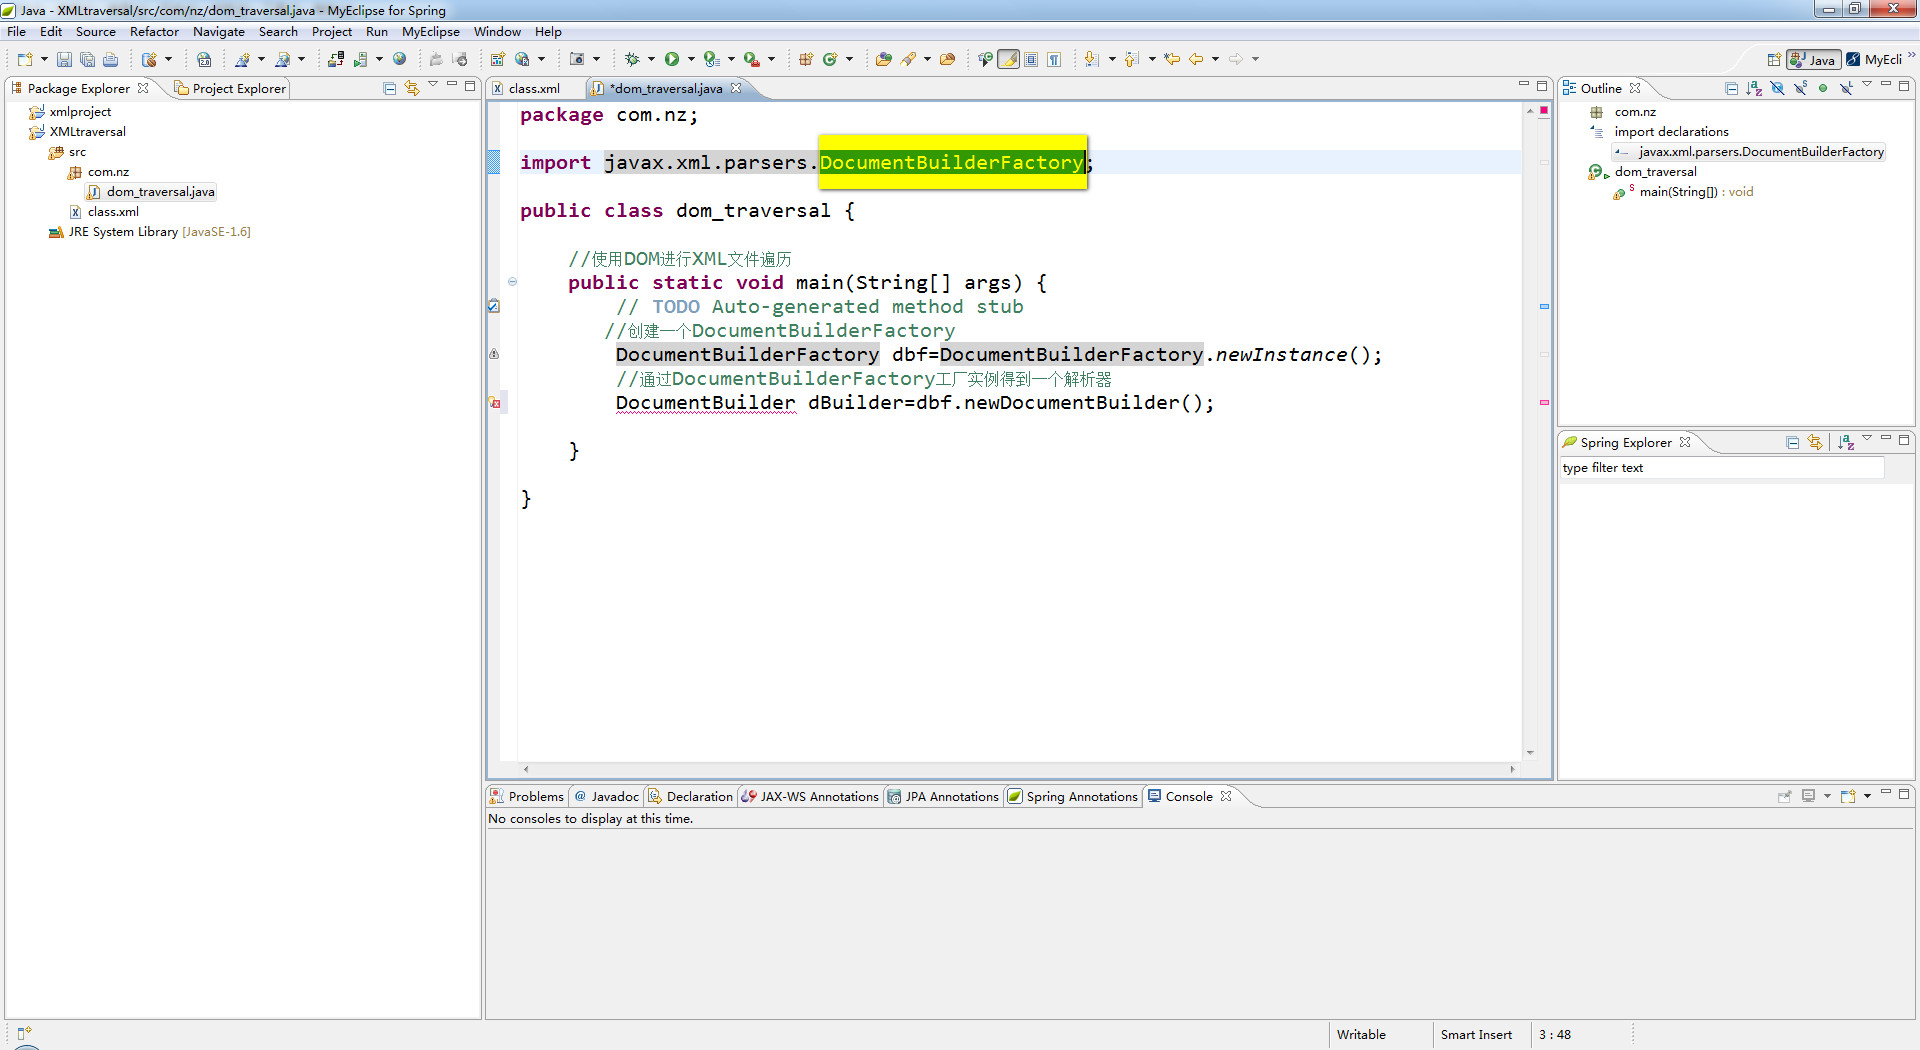 Java - XMLtraversal/src/com/nz/dom_traversal.java - MyEclipse for Spring
File Edit Source Refactor Navigate Search Project Run MyEclipse Window Help
Java
MyEcli
Package Explorer
Project Explorer
xmlproject
XMLtraversal
src
com.nz
dom_traversal.java
class.xml
JRE System Library [JavaSE-1.6]
class.xml
*dom_traversal.java
package com.nz;
import javax.xml.parsers.DocumentBuilderFactory;
public class dom_traversal {
//使用DOM进行XML文件遍历
public static void main(String[] args) {
// TODO Auto-generated method stub
//创建一个DocumentBuilderFactory
DocumentBuilderFactory dbf=DocumentBuilderFactory.newInstance();
//通过DocumentBuilderFactory工厂实例得到一个解析器
DocumentBuilder dBuilder=dbf.newDocumentBuilder();
}
}
Outline
com.nz
import declarations
javax.xml.parsers.DocumentBuilderFactory
dom_traversal
main(String[]) : void
Spring Explorer
type filter text
Problems
Javadoc
Declaration
JAX-WS Annotations
JPA Annotations
Spring Annotations
Console
No consoles to display at this time.
Writable
Smart Insert
3 : 48